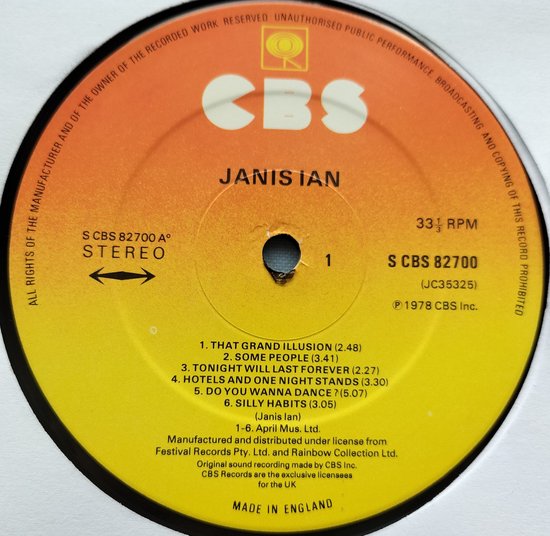 ALL RIGHTS OF THE MANUFACTURER AND OF THE OWNER OF THE RECORDED WORK RESERVED. UNAUTHORISED PUBLIC PERFORMANCE, BROADCASTING AND COPYING OF THIS RECORD PROHIBITED
CBS
JANIS IAN
33 1/3 RPM
S CBS 82700 A°
STEREO
1
S CBS 82700
(JC35325)
℗ 1978 CBS Inc.
1. THAT GRAND ILLUSION (2.48)
2. SOME PEOPLE (3.41)
3. TONIGHT WILL LAST FOREVER (2.27)
4. HOTELS AND ONE NIGHT STANDS (3.30)
5. DO YOU WANNA DANCE? (5.07)
6. SILLY HABITS (3.05)
(Janis Ian)
1-6. April Mus. Ltd.
Manufactured and distributed under license from
Festival Records Pty. Ltd. and Rainbow Collection Ltd.
Original sound recording made by CBS Inc.
CBS Records are the exclusive licensees
for the UK
MADE IN ENGLAND